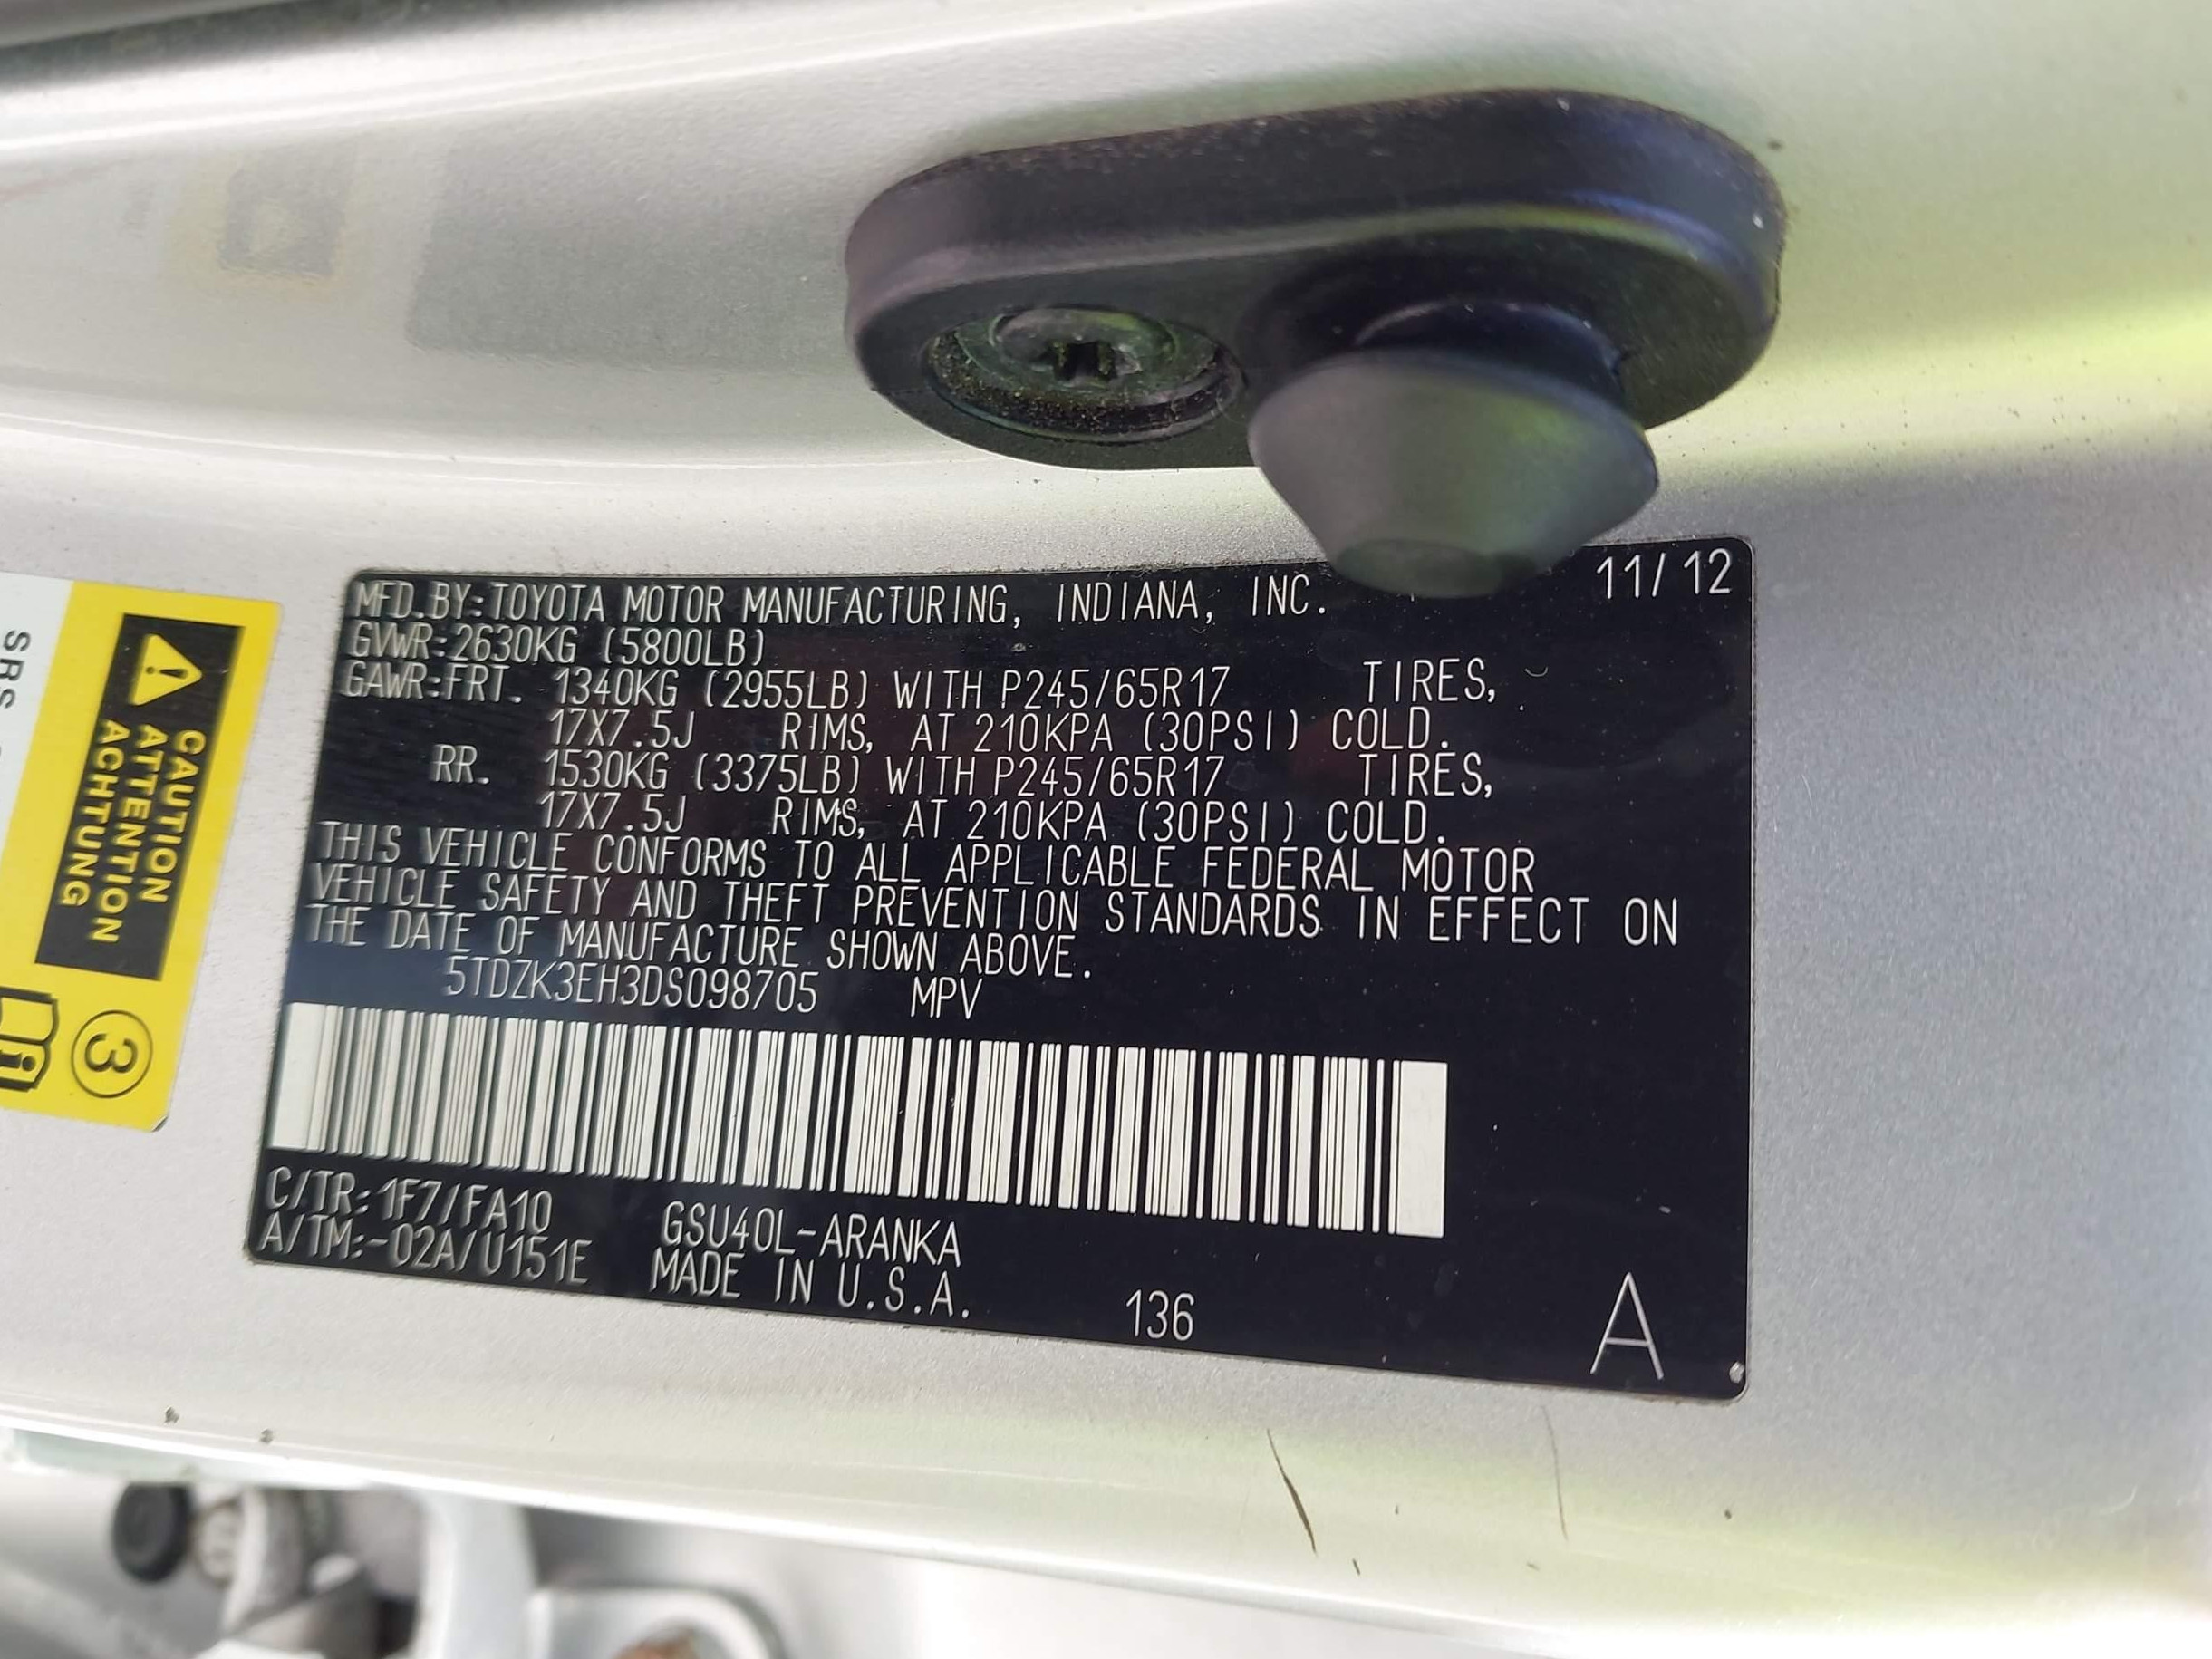 MFD.BY:TOYOTA MOTOR MANUFACTURING, INDIANA, INC. 11/12
GVWR:2630KG (5800LB)
GAWR:FRT. 1340KG (2955LB) WITH P245/65R17 TIRES,
17X7.5J RIMS, AT 210KPA (30PSI) COLD.
RR. 1530KG (3375LB) WITH P245/65R17 TIRES,
17X7.5J RIMS, AT 210KPA (30PSI) COLD.
THIS VEHICLE CONFORMS TO ALL APPLICABLE FEDERAL MOTOR
VEHICLE SAFETY AND THEFT PREVENTION STANDARDS IN EFFECT ON
THE DATE OF MANUFACTURE SHOWN ABOVE.
5TDZK3EH3DS098705 MPV
C/TR:1F7/FA10 GSU40L-ARANKA
A/TM:-02A/U151E MADE IN U.S.A. 136 A
CAUTION
ATTENTION
ACHTUNG
3
SRS